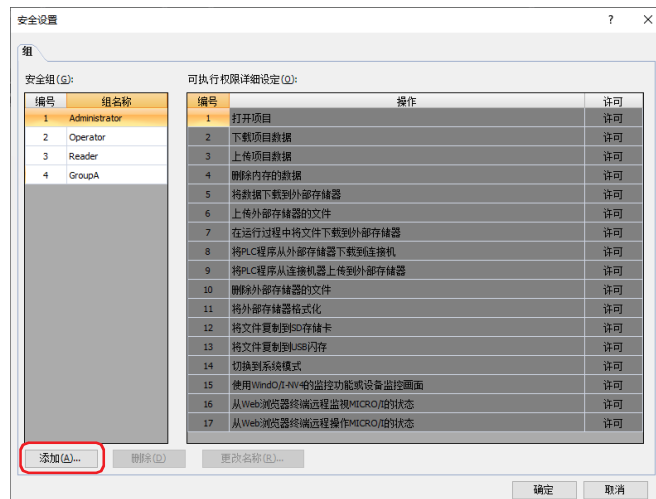 安全设置 ? ×
组
安全组(G): 可执行权限详细设定(O):
编号 组名称 编号 操作 许可
1 Administrator 1 打开项目 许可
2 Operator 2 下载项目数据 许可
3 Reader 3 上传项目数据 许可
4 GroupA 4 删除内存的数据 许可
5 将数据下载到外部存储器 许可
6 上传外部存储器的文件 许可
7 在运行过程中将文件下载到外部存储器 许可
8 将PLC程序从外部存储器下载到连接机 许可
9 将PLC程序从连接机器上传到外部存储器 许可
10 删除外部存储器的文件 许可
11 将外部存储器格式化 许可
12 将文件复制到SD存储卡 许可
13 将文件复制到USB闪存 许可
14 切换到系统模式 许可
15 使用WindO/I-NV4的监控功能或设备监控画面 许可
16 从Web浏览器终端远程监视MICRO/I的状态 许可
17 从Web浏览器终端远程操作MICRO/I的状态 许可
添加(A)... 删除(D) 更改名称(R)...
确定 取消